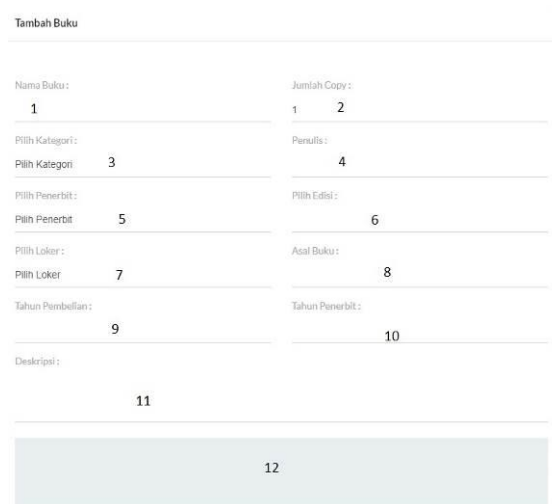 Tambah Buku
Nama Buku :
Jumlah Copy :
1
1 2
Pilih Kategori :
Penulis :
Pilih Kategori 3
4
Pilih Penerbit :
Pilih Edisi :
Pilih Penerbit 5
6
Pilih Loker :
Asal Buku :
Pilih Loker 7
8
Tahun Pembelian :
Tahun Penerbit :
9
10
Deskripsi :
11
12